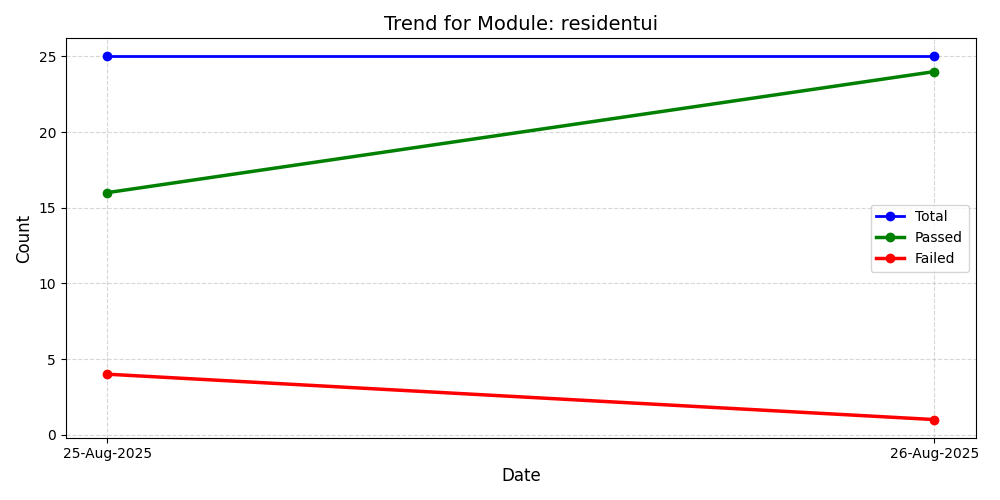 Trend for Module: residentui
Count
25
20
15
10
5
0
Total
Passed
Failed
25-Aug-2025
26-Aug-2025
Date